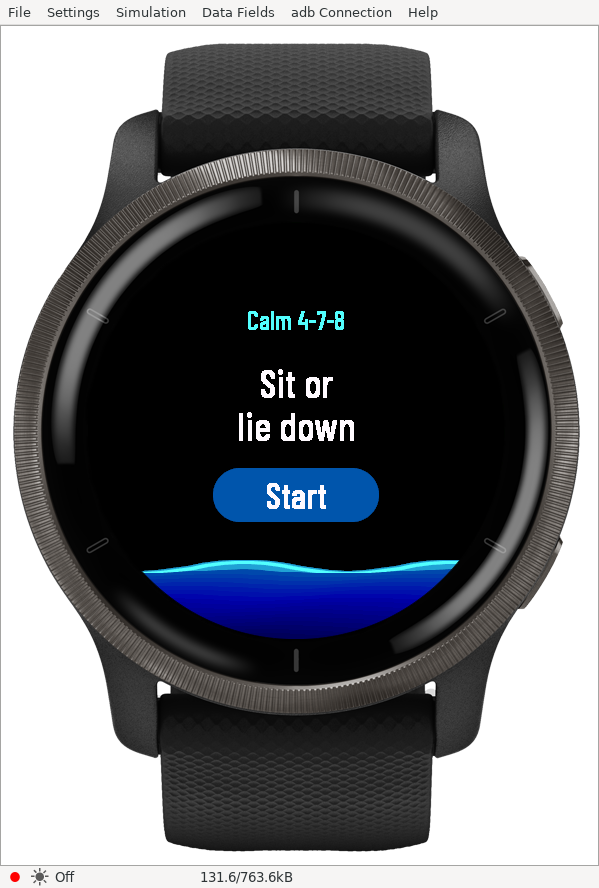 File Settings Simulation Data Fields adb Connection Help
Calm 4-7-8
Sit or
lie down
Start
Off 131.6/763.6kB